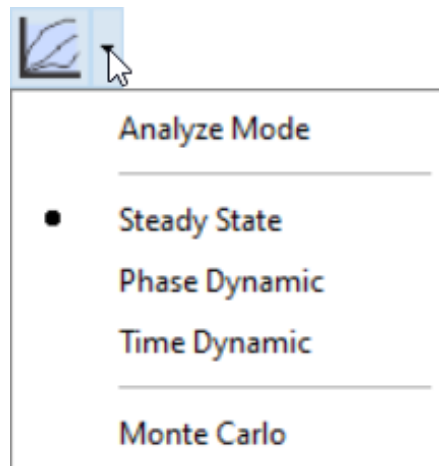 Analyze Mode
Steady State
Phase Dynamic
Time Dynamic
Monte Carlo